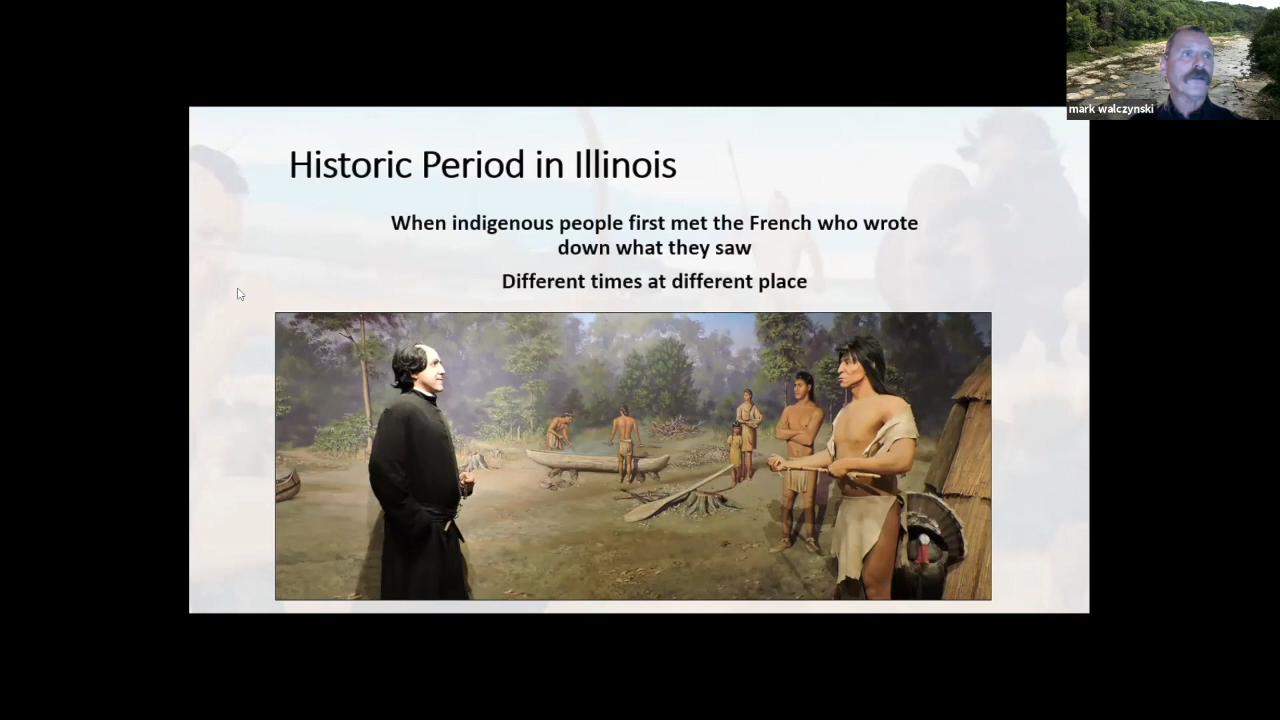 mark walczynski
Historic Period in Illinois
When indigenous people first met the French who wrote
down what they saw
Different times at different place